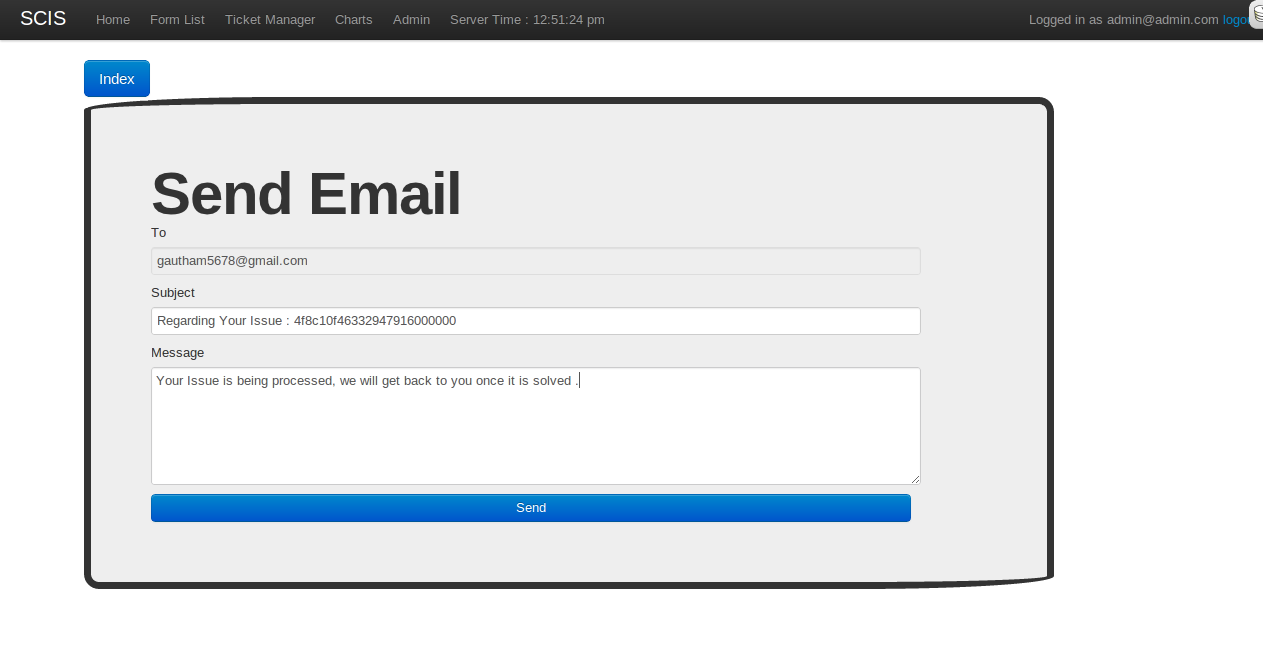 SCIS Home Form List Ticket Manager Charts Admin Server Time : 12:51:24 pm Logged in as admin@admin.com
Index
Send Email
To
gautham5678@gmail.com
Subject
Regarding Your Issue : 4f8c10f46332947916000000
Message
Your Issue is being processed, we will get back to you once it is solved .
Send